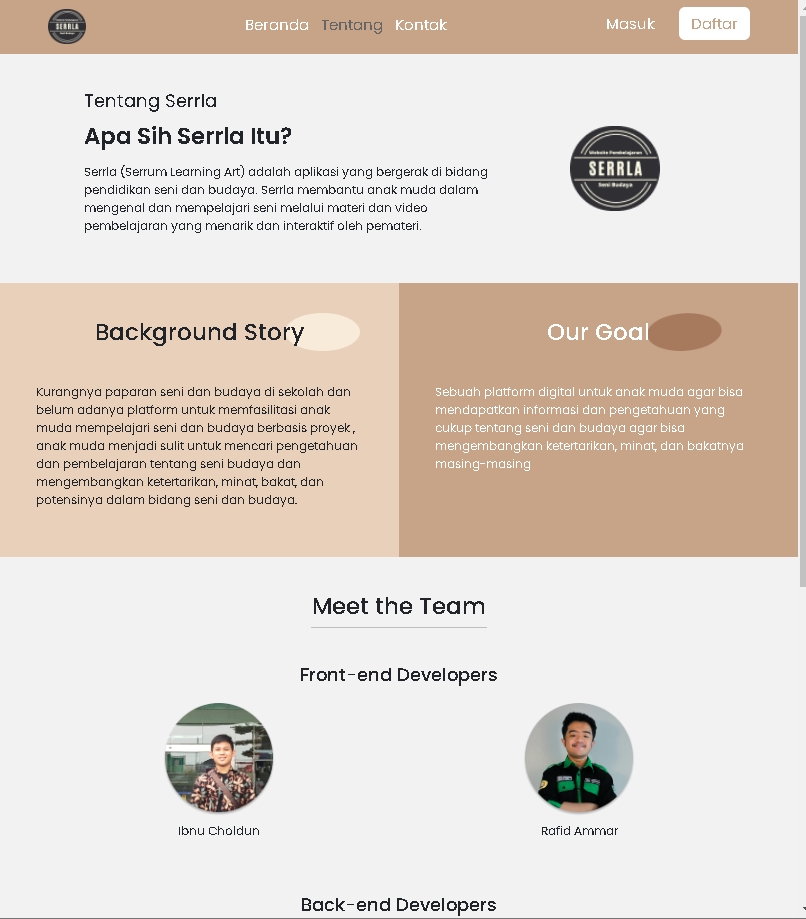 SERRLA
Beranda Tentang Kontak
Masuk Daftar
Tentang Serrla
Apa Sih Serrla Itu?
Serrla (Serrum Learning Art) adalah aplikasi yang bergerak di bidang
pendidikan seni dan budaya. Serrla membantu anak muda dalam
mengenal dan mempelajari seni melalui materi dan video
pembelajaran yang menarik dan interaktif oleh pemateri.
Website Pembelajaran
SERRLA
Seni Budaya
Background Story
Kurangnya paparan seni dan budaya di sekolah dan
belum adanya platform untuk memfasilitasi anak
muda mempelajari seni dan budaya berbasis proyek ,
anak muda menjadi sulit untuk mencari pengetahuan
dan pembelajaran tentang seni budaya dan
mengembangkan ketertarikan, minat, bakat, dan
potensinya dalam bidang seni dan budaya.
Our Goal
Sebuah platform digital untuk anak muda agar bisa
mendapatkan informasi dan pengetahuan yang
cukup tentang seni dan budaya agar bisa
mengembangkan ketertarikan, minat, dan bakatnya
masing-masing
Meet the Team
Front-end Developers
Ibnu Choldun
Rafid Ammar
Back-end Developers